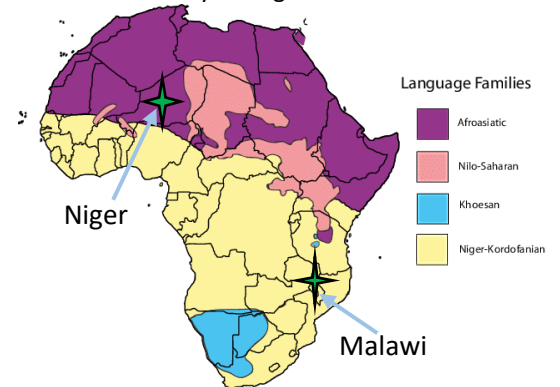 Language Families
Afroasiatic
Nilo-Saharan
Khoesan
Niger-Kordofanian
Niger
Malawi